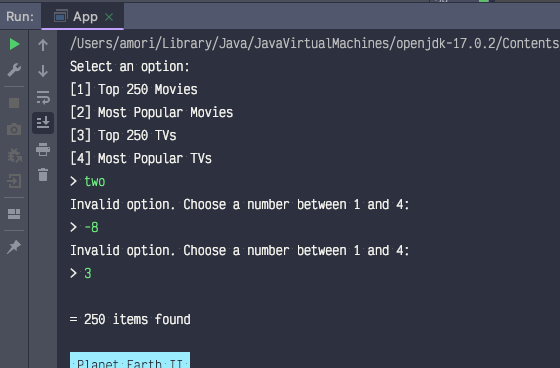 Run: App ×
/Users/amori/Library/Java/JavaVirtualMachines/openjdk-17.0.2/Contents
Select an option:
[1] Top 250 Movies
[2] Most Popular Movies
[3] Top 250 TVs
[4] Most Popular TVs
> two
Invalid option. Choose a number between 1 and 4:
> -8
Invalid option. Choose a number between 1 and 4:
> 3
= 250 items found
Planet Earth II